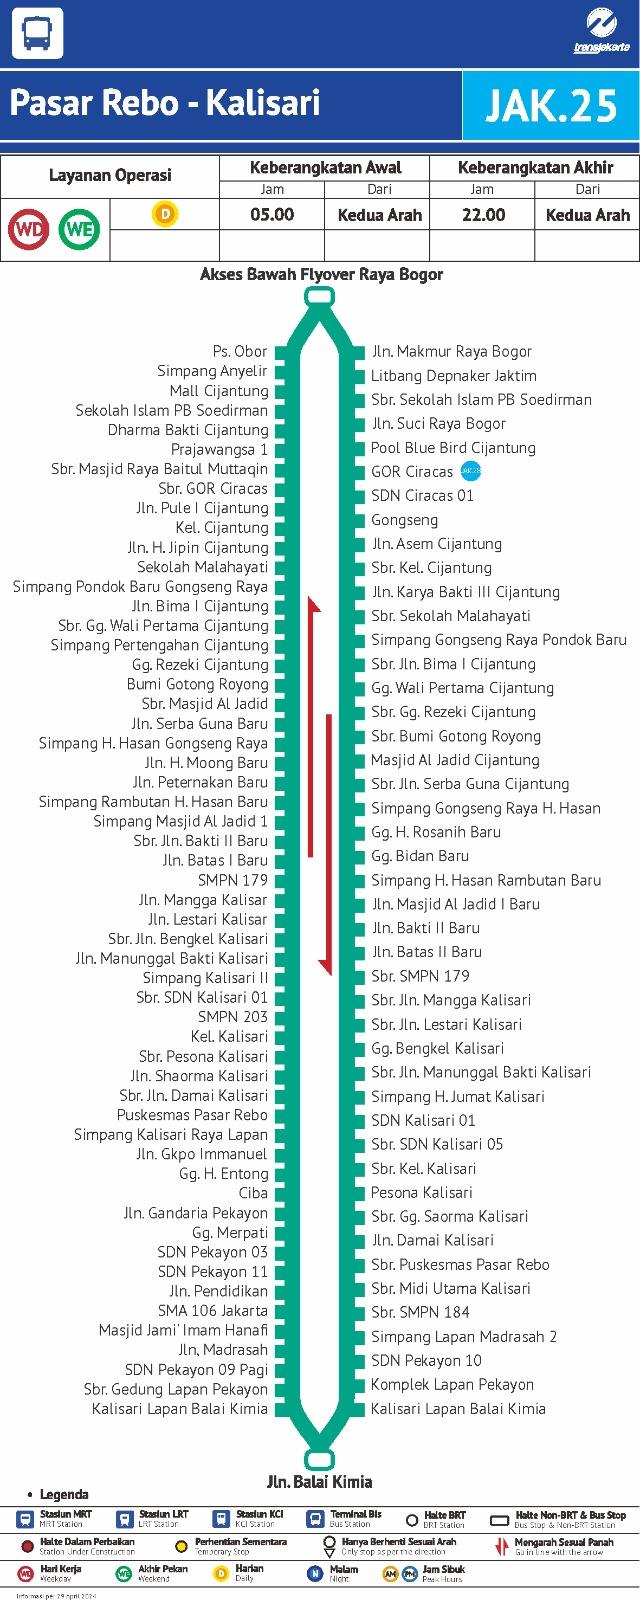 transjakarta
Pasar Rebo - Kalisari
JAK.25
Layanan Operasi
Keberangkatan Awal
Keberangkatan Akhir
Jam
Dari
Jam
Dari
WD
WE
D
05.00
Kedua Arah
22.00
Kedua Arah
Akses Bawah Flyover Raya Bogor
Ps. Obor
Simpang Anyelir
Mall Cijantung
Sekolah Islam PB Soedirman
Dharma Bakti Cijantung
Prajawangsa 1
Sbr. Masjid Raya Baitul Muttaqin
Sbr. GOR Ciracas
Jln. Pule I Cijantung
Kel. Cijantung
Jln. H. Jipin Cijantung
Sekolah Malahayati
Simpang Pondok Baru Gongseng Raya
Jln. Bima I Cijantung
Sbr. Gg. Wali Pertama Cijantung
Simpang Pertengahan Cijantung
Gg. Rezeki Cijantung
Bumi Gotong Royong
Sbr. Masjid Al Jadid
Jln. Serba Guna Baru
Simpang H. Hasan Gongseng Raya
Jln. H. Moong Baru
Jln. Peternakan Baru
Simpang Rambutan H. Hasan Baru
Simpang Masjid Al Jadid 1
Sbr. Jln. Bakti II Baru
Jln. Batas I Baru
SMPN 179
Jln. Mangga Kalisar
Jln. Lestari Kalisar
Sbr. Jln. Bengkel Kalisari
Jln. Manunggal Bakti Kalisari
Simpang Kalisari II
Sbr. SDN Kalisari 01
SMPN 203
Kel. Kalisari
Sbr. Pesona Kalisari
Jln. Shaorma Kalisari
Sbr. Jln. Damai Kalisari
Puskesmas Pasar Rebo
Simpang Kalisari Raya Lapan
Jln. Gkpo Immanuel
Gg. H. Entong
Ciba
Jln. Gandaria Pekayon
Gg. Merpati
SDN Pekayon 03
SDN Pekayon 11
Jln. Pendidikan
SMA 106 Jakarta
Masjid Jami' Imam Hanafi
Jln, Madrasah
SDN Pekayon 09 Pagi
Sbr. Gedung Lapan Pekayon
Kalisari Lapan Balai Kimia
Jln. Makmur Raya Bogor
Litbang Depnaker Jaktim
Sbr. Sekolah Islam PB Soedirman
Jln. Suci Raya Bogor
Pool Blue Bird Cijantung
GOR Ciracas
SDN Ciracas 01
Gongseng
Jln. Asem Cijantung
Sbr. Kel. Cijantung
Jln. Karya Bakti III Cijantung
Sbr. Sekolah Malahayati
Simpang Gongseng Raya Pondok Baru
Sbr. Jln. Bima I Cijantung
Gg. Wali Pertama Cijantung
Sbr. Gg. Rezeki Cijantung
Sbr. Bumi Gotong Royong
Masjid Al Jadid Cijantung
Sbr. Jln. Serba Guna Cijantung
Simpang Gongseng Raya H. Hasan
Gg. H. Rosanih Baru
Gg. Bidan Baru
Simpang H. Hasan Rambutan Baru
Jln. Masjid Al Jadid I Baru
Jln. Bakti II Baru
Jln. Batas II Baru
Sbr. SMPN 179
Sbr. Jln. Mangga Kalisari
Sbr. Jln. Lestari Kalisari
Gg. Bengkel Kalisari
Sbr. Jln. Manunggal Bakti Kalisari
Simpang H. Jumat Kalisari
SDN Kalisari 01
Sbr. SDN Kalisari 05
Sbr. Kel. Kalisari
Pesona Kalisari
Sbr. Gg. Saorma Kalisari
Jln. Damai Kalisari
Sbr. Puskesmas Pasar Rebo
Sbr. Midi Utama Kalisari
Sbr. SMPN 184
Simpang Lapan Madrasah 2
SDN Pekayon 10
Komplek Lapan Pekayon
Kalisari Lapan Balai Kimia
Jln. Balai Kimia
• Legenda
Stasiun MRT
MRT Station
Stasiun LRT
LRT Station
Stasiun KCI
KCI Station
Terminal Bis
Bus Station
Halte BRT
BRT Station
Halte Non-BRT & Bus Stop
Bus Stop & Non-BRT Station
Halte Dalam Perbaikan
Station Under Construction
Perhentian Sementara
Temporary Stop
Hanya Berhenti Sesuai Arah
Only stop as per the direction
Mengarah Sesuai Panah
Go in line with the arrow
WD
Hari Kerja
Weekday
WE
Akhir Pekan
Weekend
D
Harian
Daily
N
Malam
Night
AM
PM
Jam Sibuk
Peak Hours
Informasi per 29 April 2024